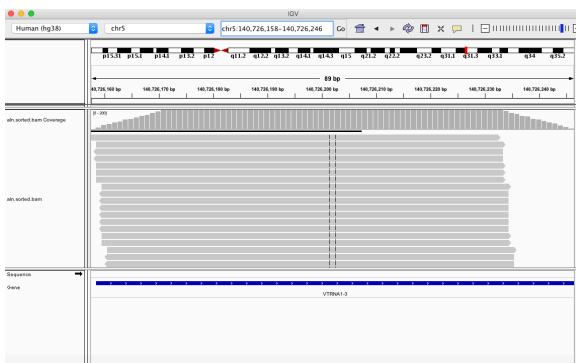 IGV
Human (hg38) chr5 chr5:140,726,158-140,726,246 Go
p15.31 p15.1 p14.1 p13.2 p12 q11.2 q12.1 q13.2 q14.1 q14.3 q15 q21.2 q22.2 q23.2 q31.1 q31.3 q33.1 q34 q35.2
89 bp
40,726,160 bp 140,726,170 bp 140,726,180 bp 140,726,190 bp 140,726,200 bp 140,726,210 bp 140,726,220 bp 140,726,230 bp 140,726,240 bp
[0 - 200]
aln.sorted.bam Coverage
aln.sorted.bam
Sequence
Gene
VTRNA1-3